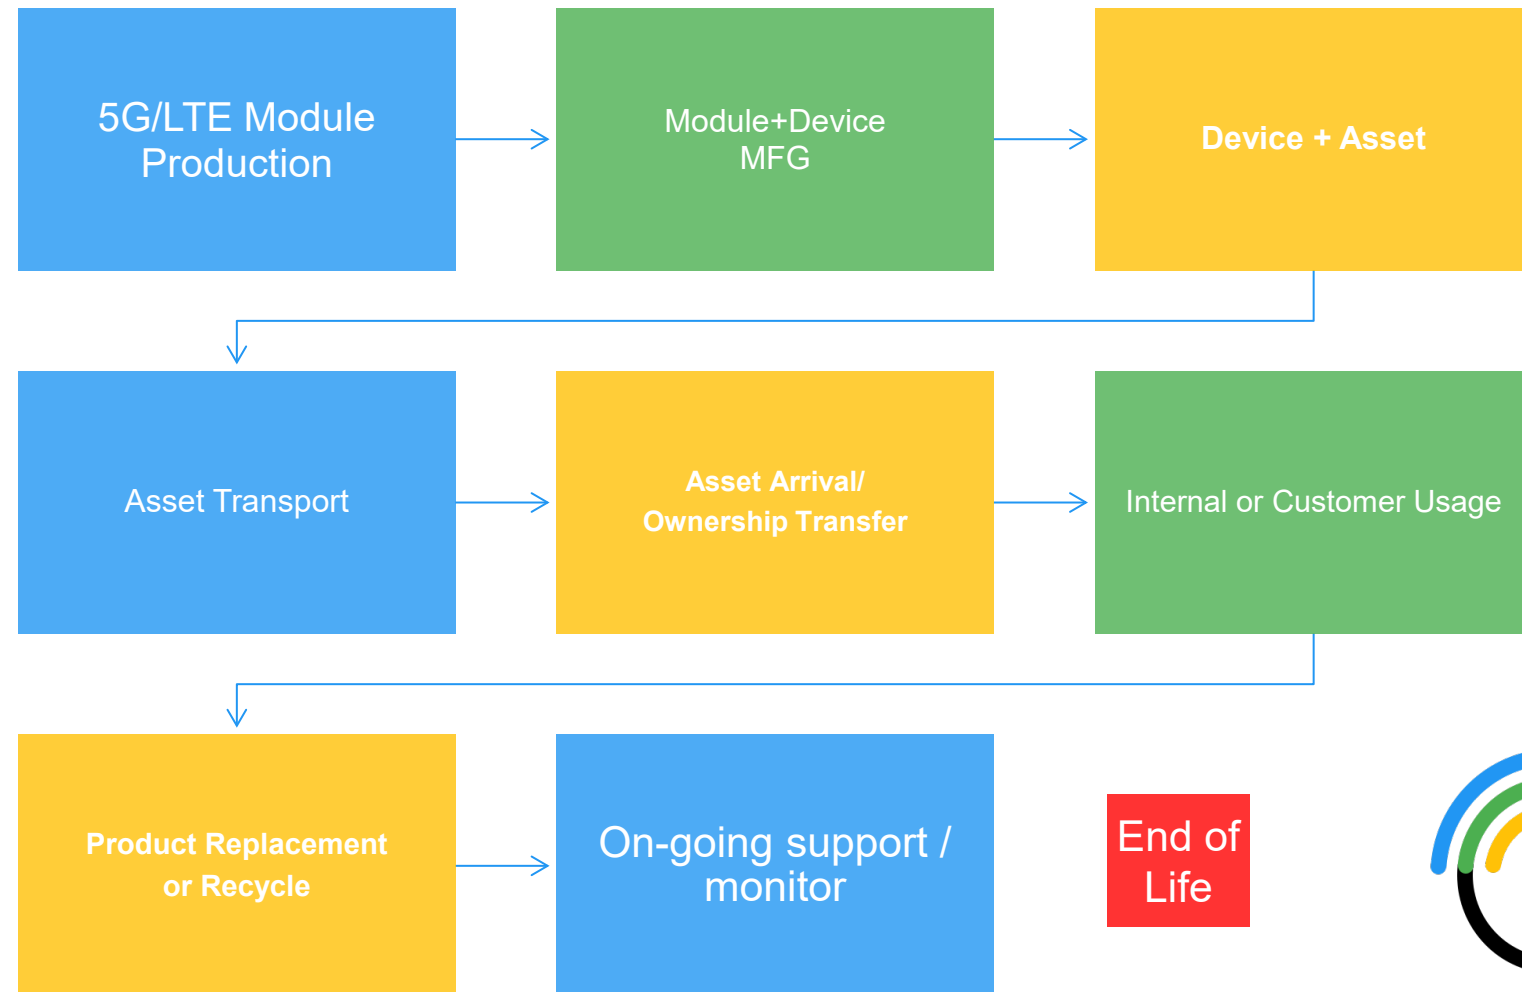 5G/LTE Module
Production
Module+Device
MFG
Device + Asset
Asset Transport
Asset Arrival/
Ownership Transfer
Internal or Customer Usage
Product Replacement
or Recycle
On-going support /
monitor
End of
Life